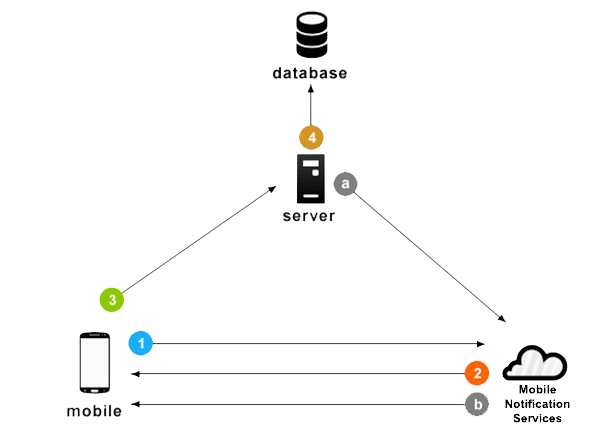 database
4
a
server
3
1
2
mobile
b
Mobile
Notification
Services